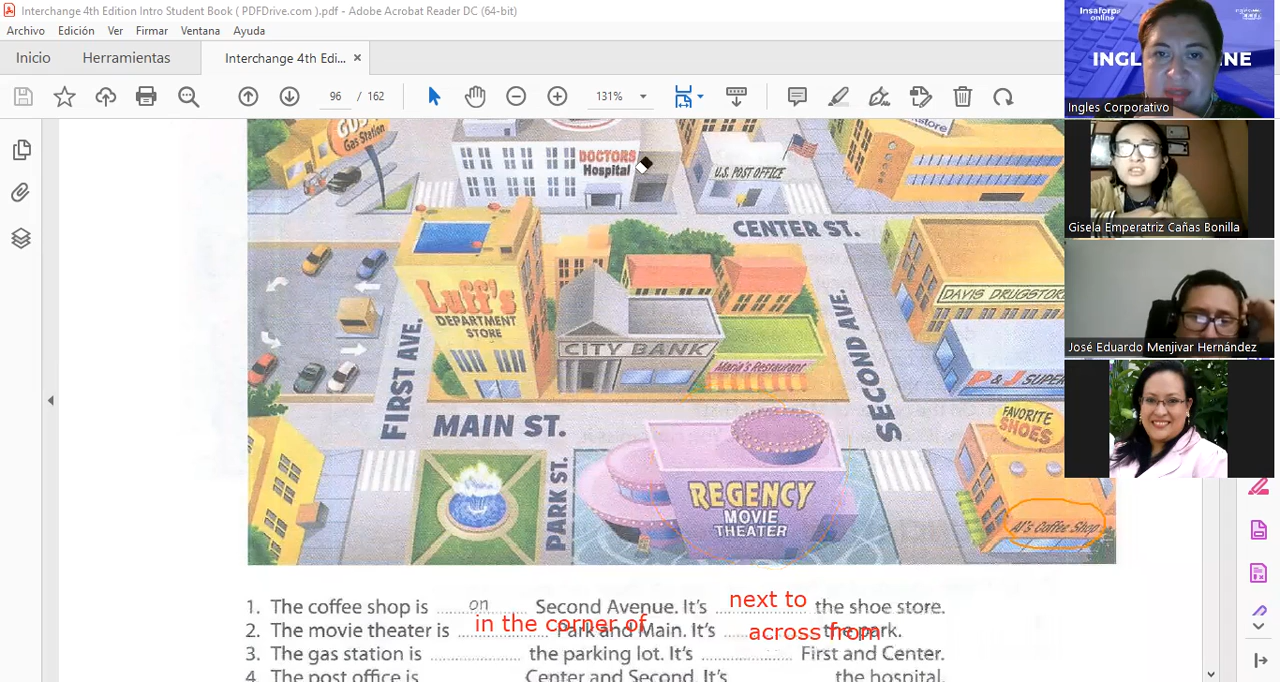 Interchange 4th Edition Intro Student Book ( PDFDrive.com ).pdf - Adobe Acrobat Reader DC (64-bit)
Archivo Edición Ver Firmar Ventana Ayuda
Inicio Herramientas Interchange 4th Edi... ×
96 / 162 131%
Insaforp online
INGL NE
Ingles Corporativo
Gisela Emperatriz Cañas Bonilla
José Eduardo Menjivar Hernández
GUS Gas Station
DOCTORS Hospital
U.S. POST OFFICE
CENTER ST.
Luff's DEPARTMENT STORE
CITY BANK
Maria's Restaurant
DAVIS DRUGSTORE
P & J SUPER
FIRST AVE.
SECOND AVE.
MAIN ST.
PARK ST.
REGENCY MOVIE THEATER
FAVORITE SHOES
Al's Coffee Shop
1. The coffee shop is on Second Avenue. It's next to the shoe store.
2. The movie theater is in the corner of Park and Main. It's across from the park.
3. The gas station is the parking lot. It's First and Center.
4. The post office is Center and Second. It's the hospital.